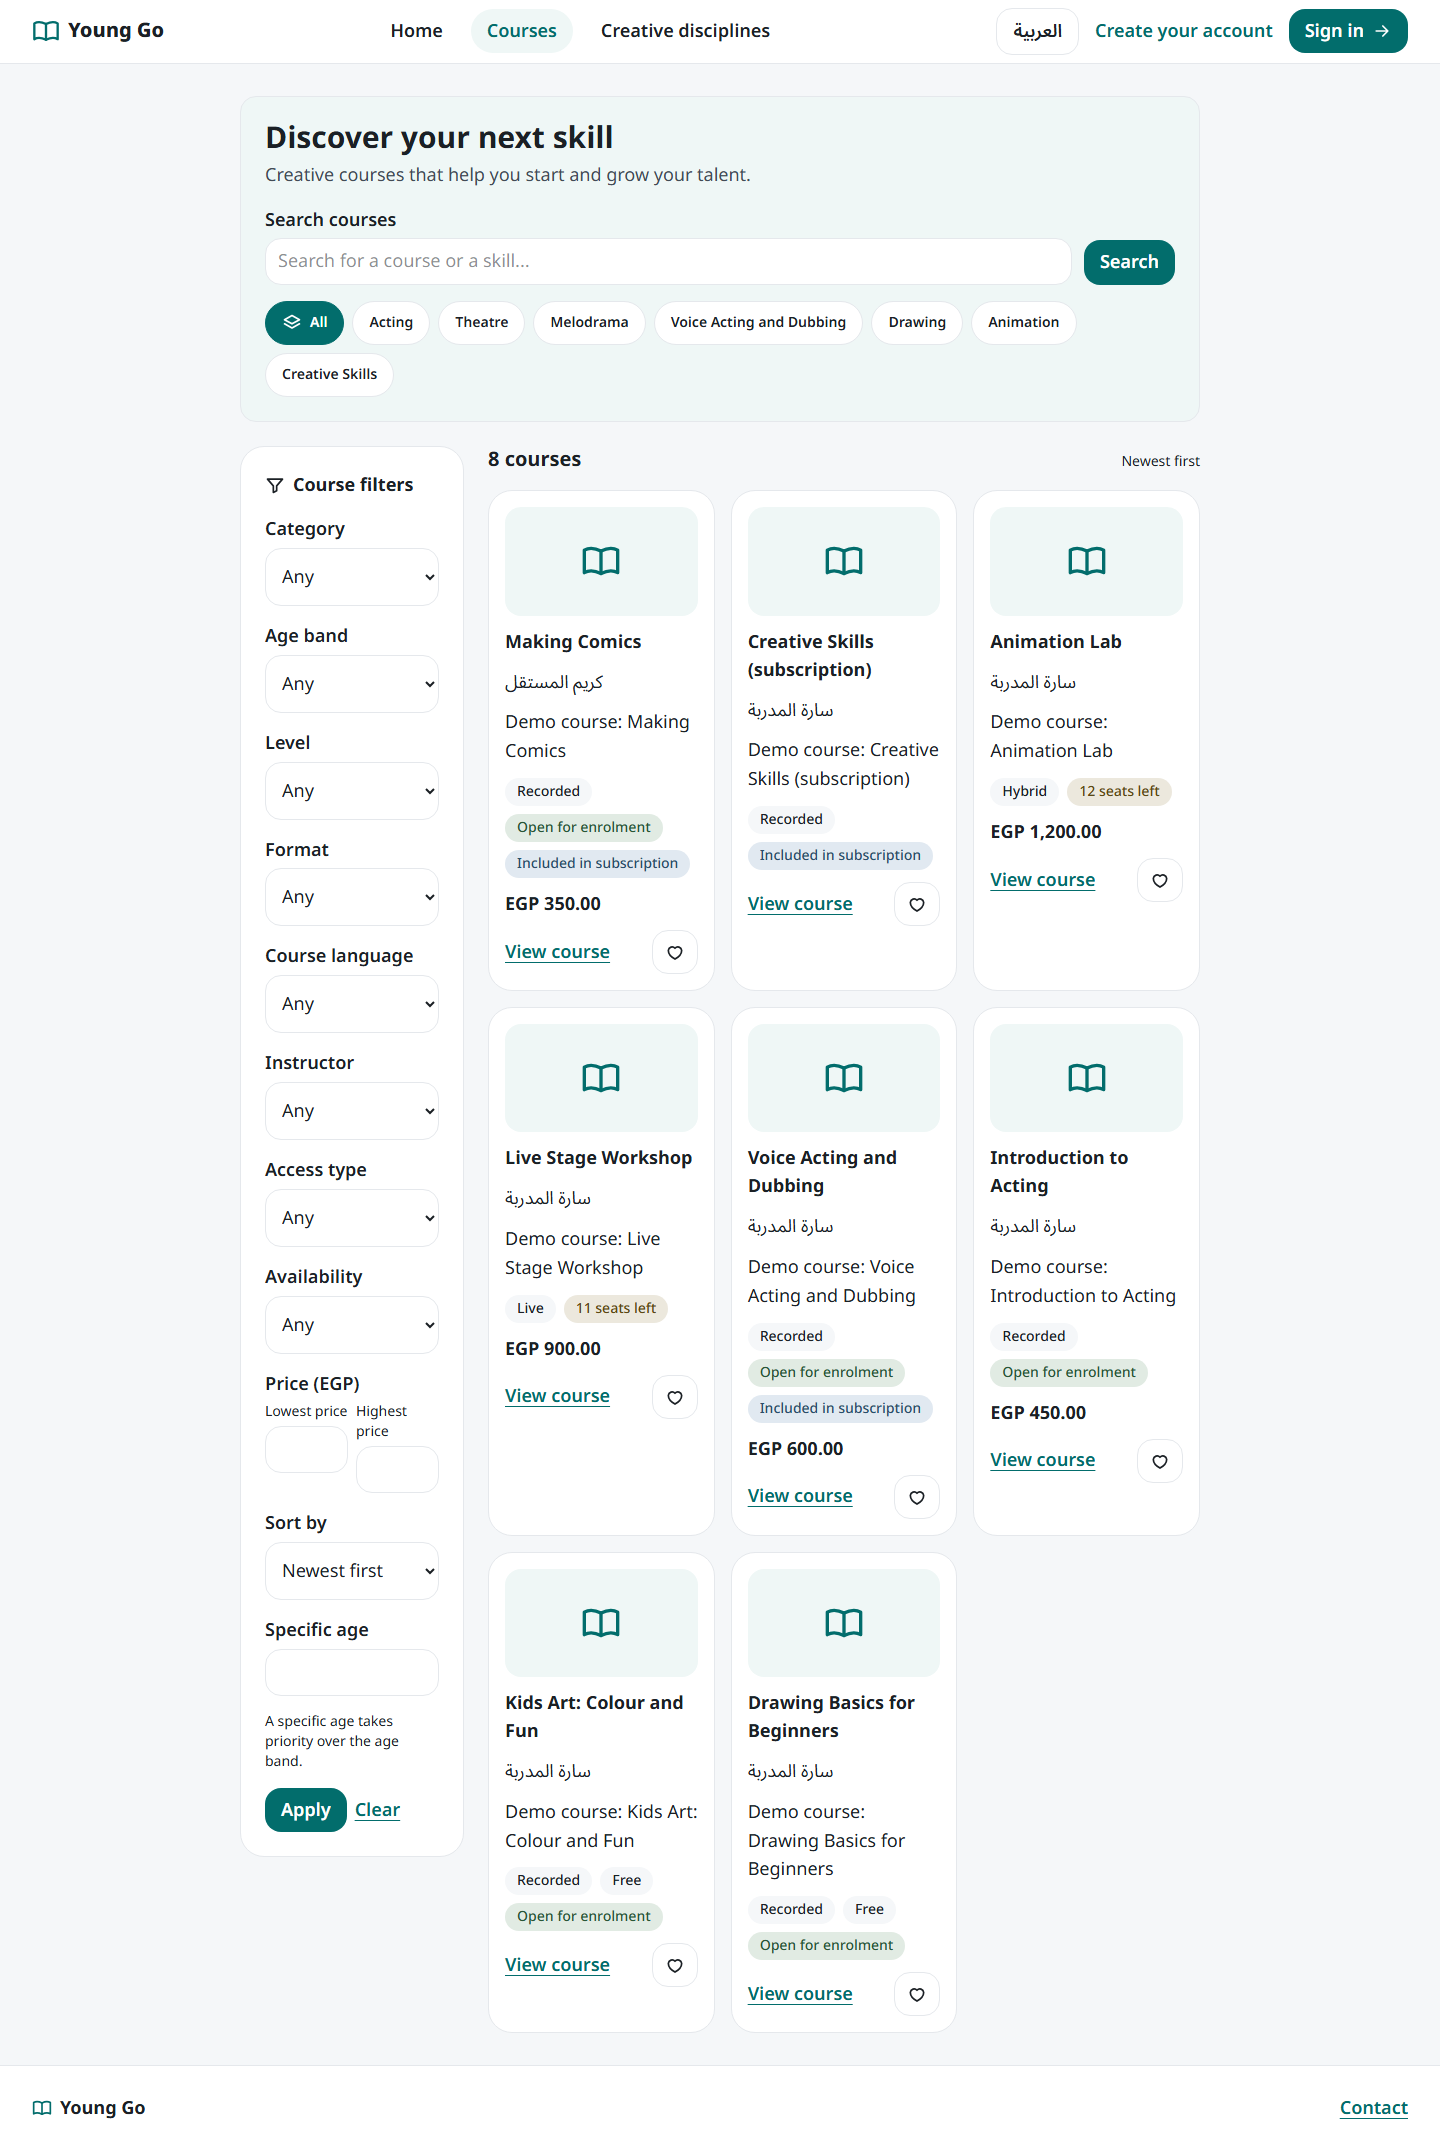 Young Go
Home
Courses
Creative disciplines
العربية
Create your account
Sign in
Discover your next skill
Creative courses that help you start and grow your talent.
Search courses
Search for a course or a skill...
Search
All
Acting
Theatre
Melodrama
Voice Acting and Dubbing
Drawing
Animation
Creative Skills
Course filters
Category
Any
Age band
Any
Level
Any
Format
Any
Course language
Any
Instructor
Any
Access type
Any
Availability
Any
Price (EGP)
Lowest price
Highest
price
Sort by
Newest first
Specific age
A specific age takes
priority over the age
band.
Apply
Clear
8 courses
Newest first
Making Comics
كريم المستقل
Demo course: Making
Comics
Recorded
Open for enrolment
Included in subscription
EGP 350.00
View course
Creative Skills
(subscription)
سارة المدربة
Demo course: Creative
Skills (subscription)
Recorded
Included in subscription
View course
Animation Lab
سارة المدربة
Demo course:
Animation Lab
Hybrid
12 seats left
EGP 1,200.00
View course
Live Stage Workshop
سارة المدربة
Demo course: Live
Stage Workshop
Live
11 seats left
EGP 900.00
View course
Voice Acting and
Dubbing
سارة المدربة
Demo course: Voice
Acting and Dubbing
Recorded
Open for enrolment
Included in subscription
EGP 600.00
View course
Introduction to
Acting
سارة المدربة
Demo course:
Introduction to Acting
Recorded
Open for enrolment
EGP 450.00
View course
Kids Art: Colour and
Fun
سارة المدربة
Demo course: Kids Art:
Colour and Fun
Recorded
Free
Open for enrolment
View course
Drawing Basics for
Beginners
سارة المدربة
Demo course:
Drawing Basics for
Beginners
Recorded
Free
Open for enrolment
View course
Young Go
Contact